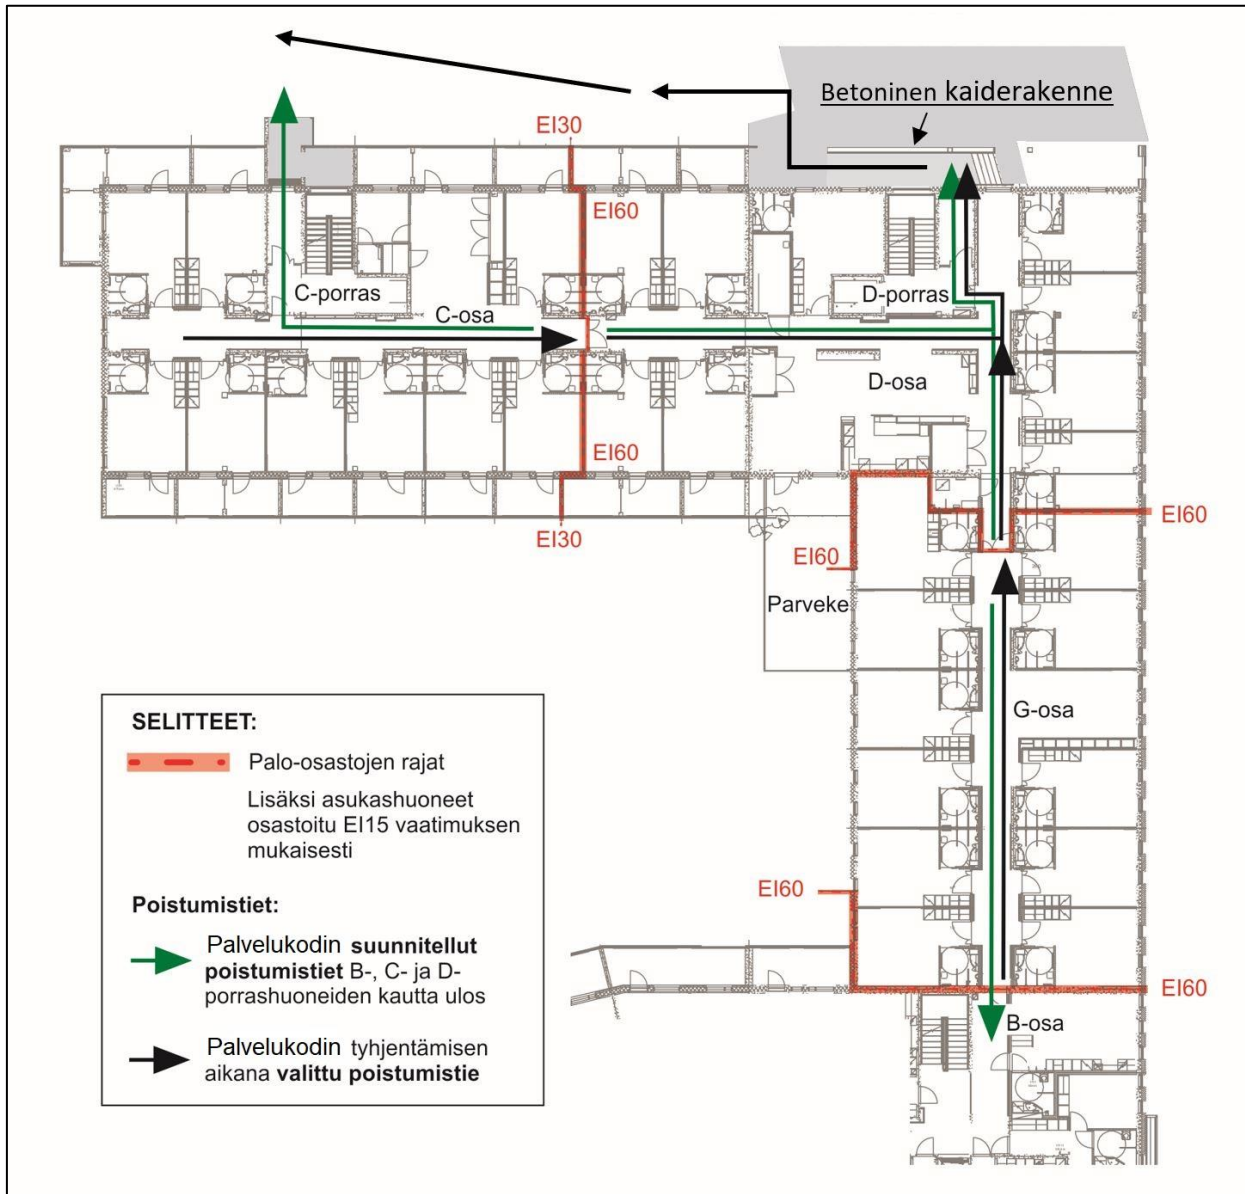 Betoninen kaiderakenne
EI30
EI60
C-porras
C-osa
D-porras
D-osa
EI60
EI30
EI60
EI60
Parveke
G-osa
SELITTEET:
Palo-osastojen rajat
Lisäksi asukashuoneet
osastoitu EI15 vaatimuksen
mukaisesti
EI60
Poistumistiet:
Palvelukodin suunnitellut
poistumistiet B-, C- ja D-
porrashuoneiden kautta ulos
EI60
B-osa
Palvelukodin tyhjentämisen
aikana valittu poistumistie